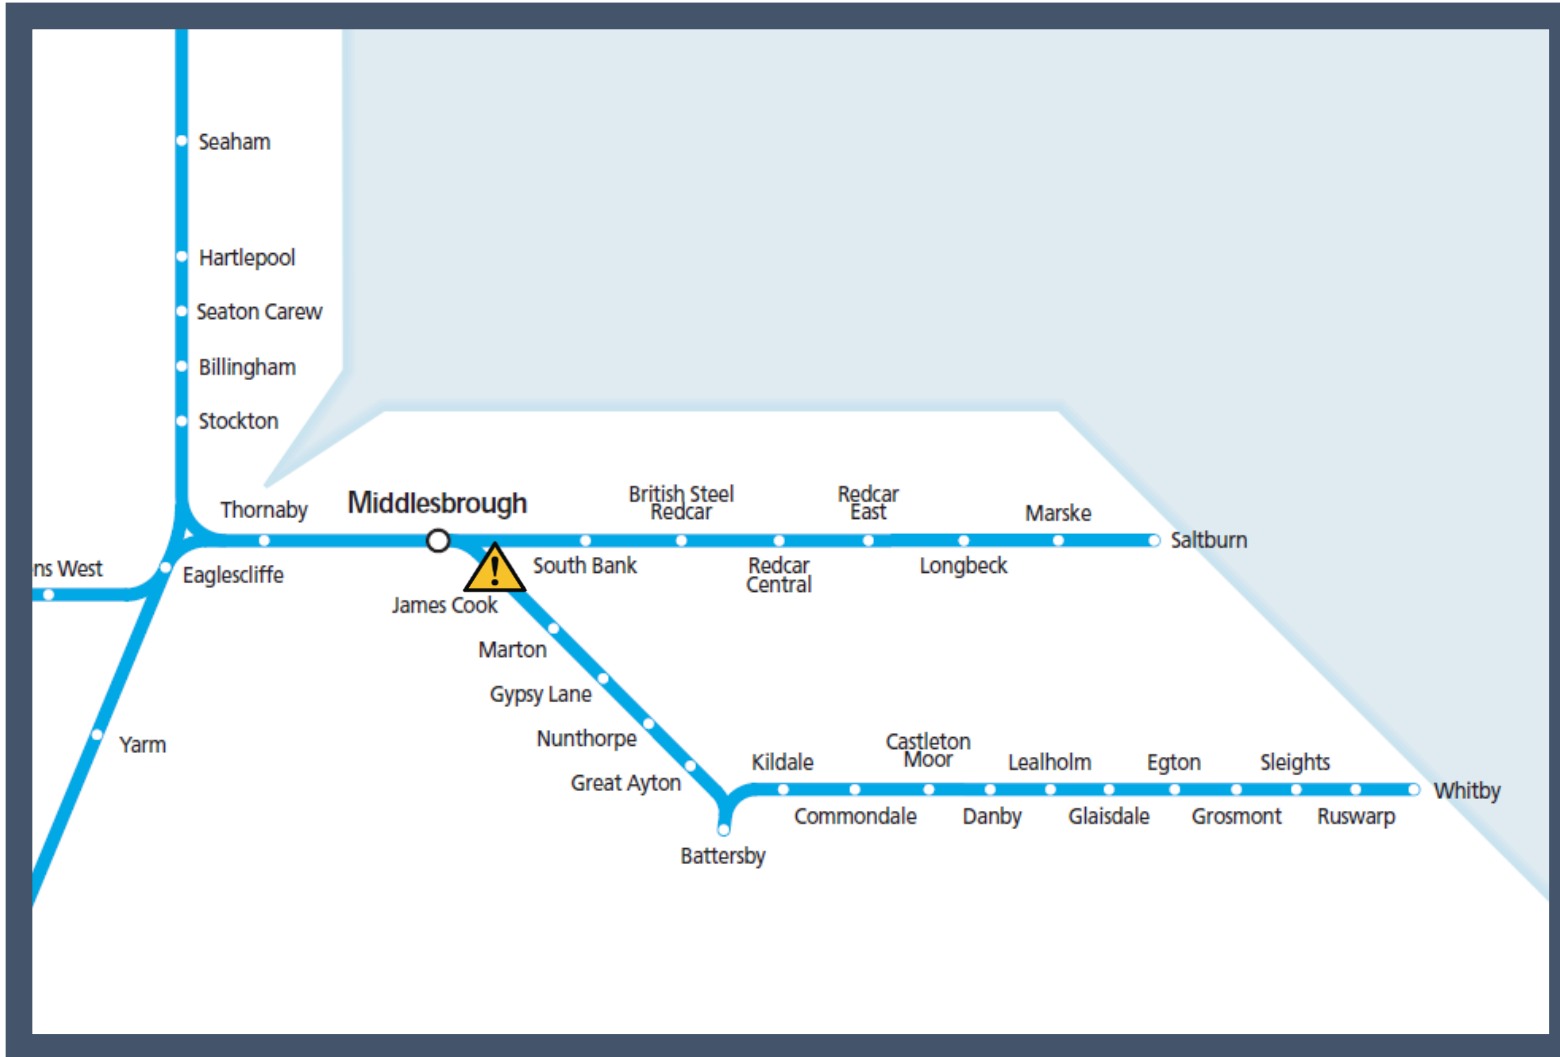 Seaham
Hartlepool
Seaton Carew
Billingham
Stockton
Thornaby
Middlesbrough
British Steel
Redcar
Redcar
East
Marske
Saltburn
ns West
Eaglescliffe
South Bank
Redcar
Central
Longbeck
James Cook
Marton
Gypsy Lane
Nunthorpe
Great Ayton
Yarm
Kildale
Castleton
Moor
Lealholm
Egton
Sleights
Whitby
Commondale
Danby
Glaisdale
Grosmont
Ruswarp
Battersby